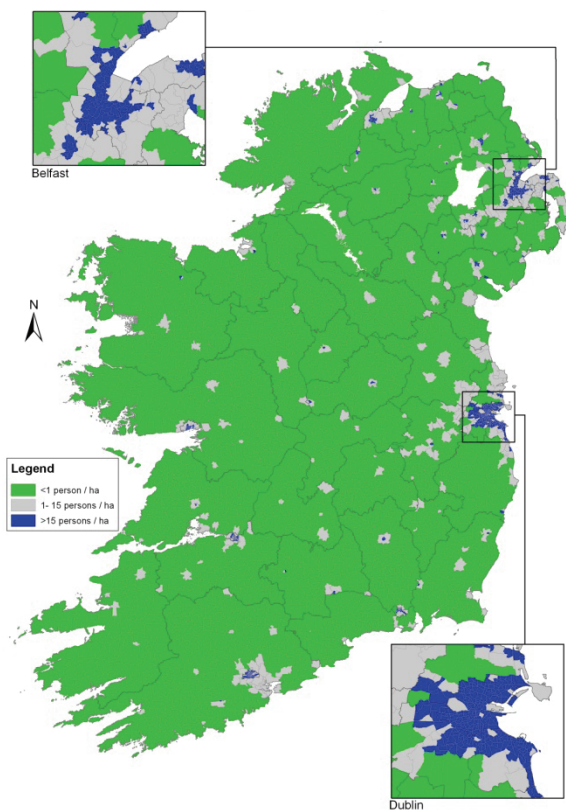 Belfast
N
Legend
<1 person / ha
1- 15 persons / ha
>15 persons / ha
Dublin